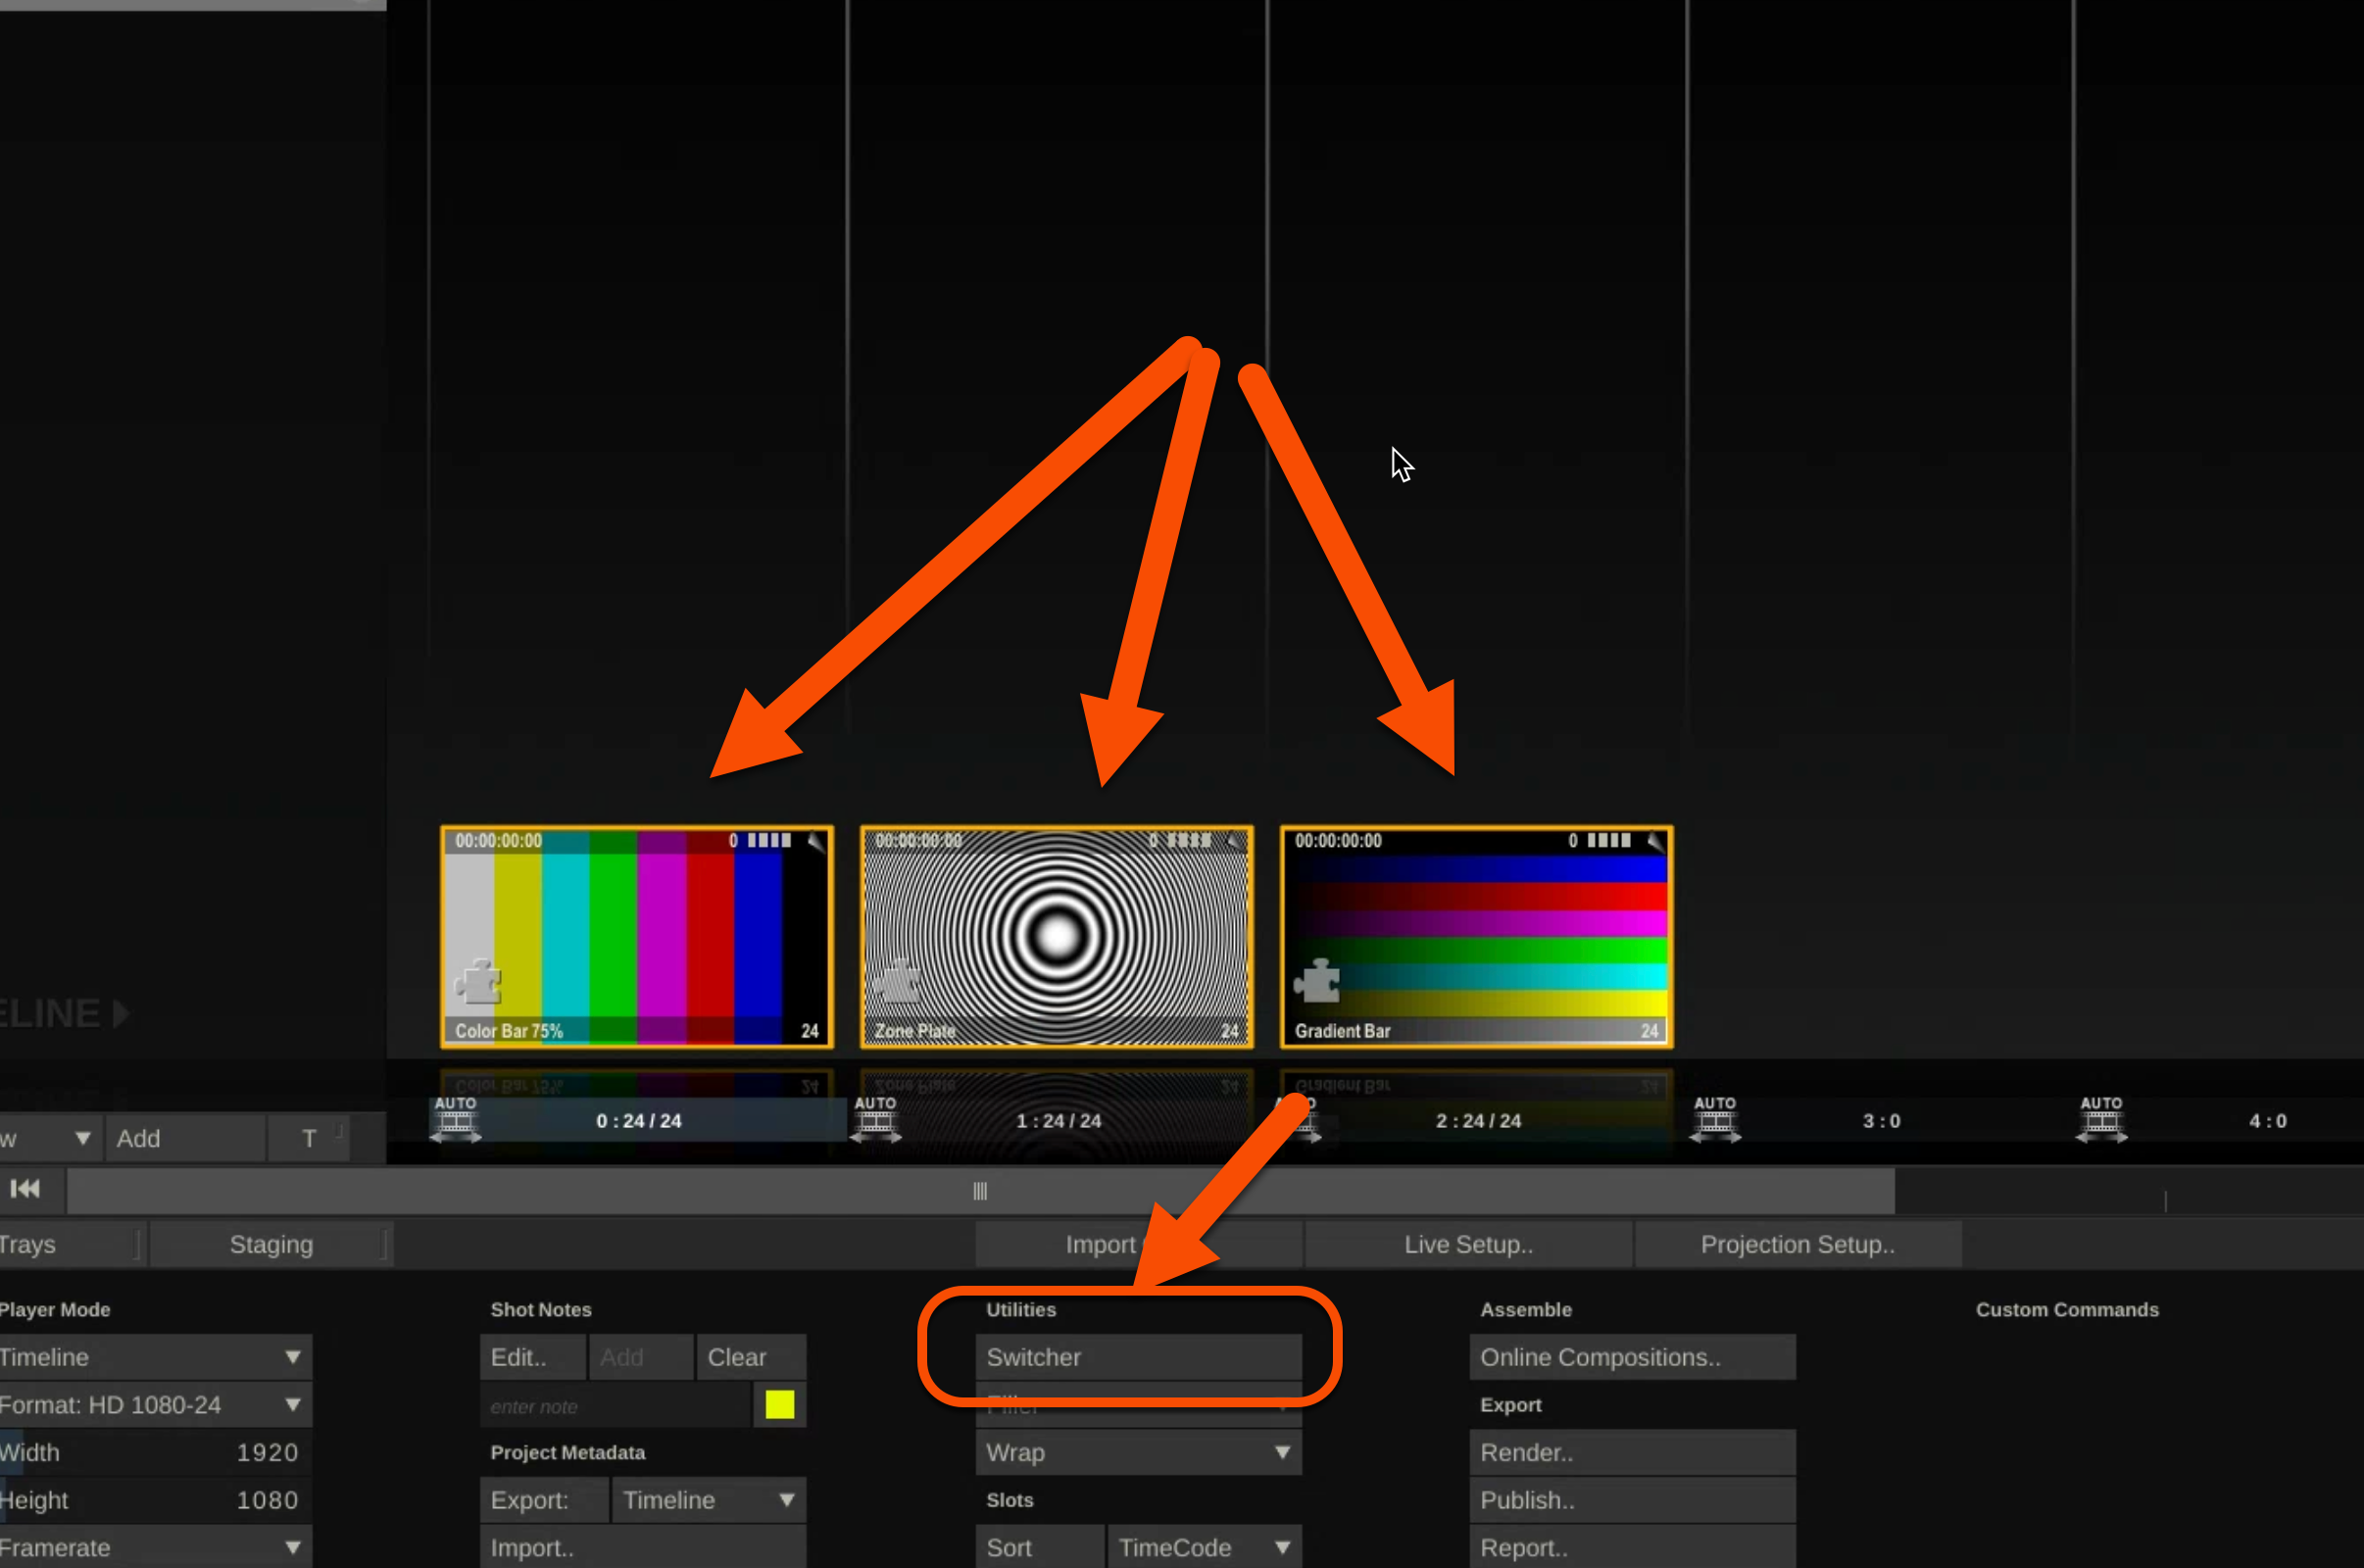 00:00:00:00 0
00:00:00:00 0
00:00:00:00 0
Color Bar 75% 24
Zone Plate 24
Gradient Bar 24
ELINE
AUTO 0 : 24 / 24
AUTO 1 : 24 / 24
2 : 24 / 24
AUTO 3 : 0
AUTO 4 : 0
w Add T
Trays Staging Import Live Setup.. Projection Setup..
Player Mode Shot Notes Utilities Assemble Custom Commands
Timeline Edit.. Add Clear Switcher Online Compositions..
Format: HD 1080-24 enter note Filler Export
Width 1920 Project Metadata Wrap Render..
Height 1080 Export: Timeline Slots Publish..
Framerate Import.. Sort TimeCode Report..